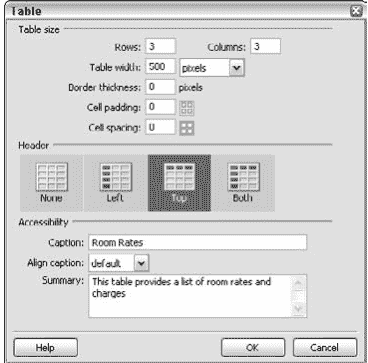 Table
Table size
Rows: 3 Columns: 3
Table width: 500 pixels
Border thickness: 0 pixels
Cell padding: 0
Cell spacing: 0
Header
None Left Top Both
Accessibility
Caption: Room Rates
Align caption: default
Summary: This table provides a list of room rates and
charges
Help OK Cancel